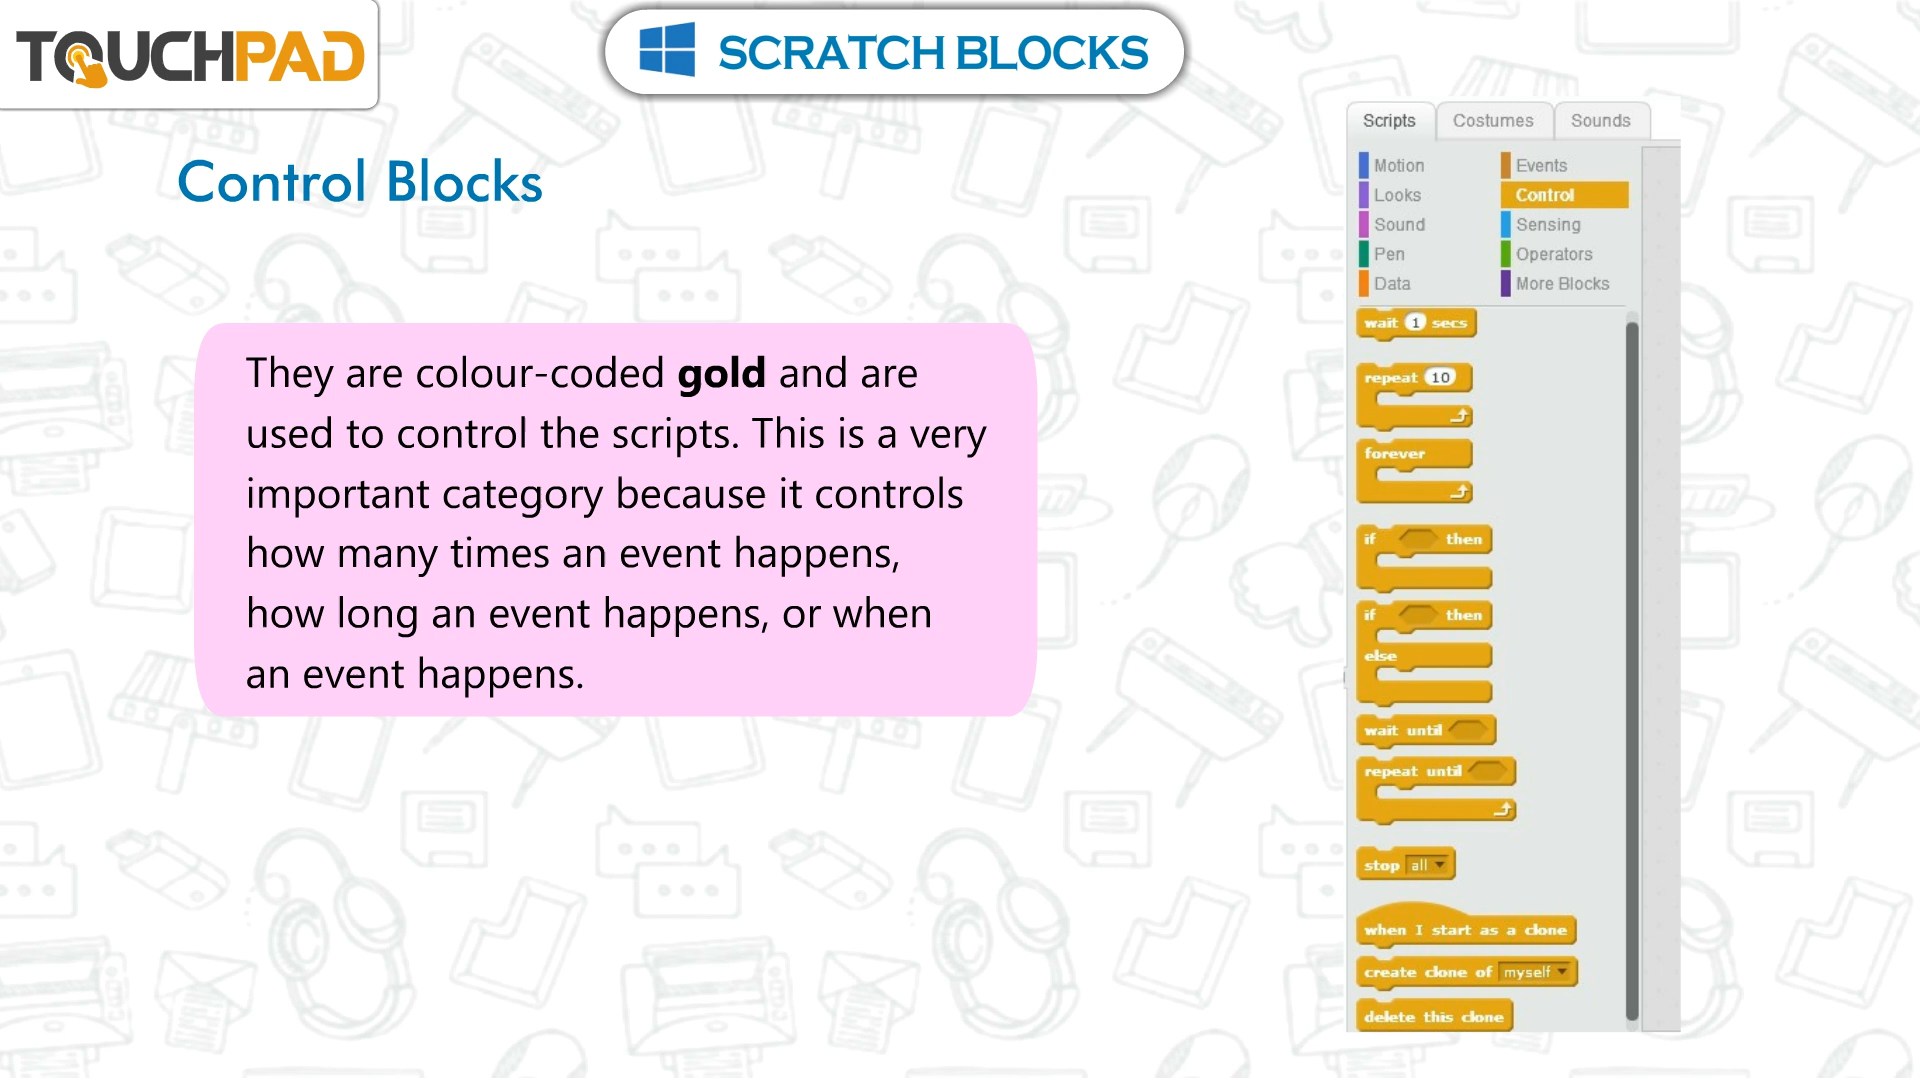 TOUCHPAD
SCRATCH BLOCKS
Control Blocks
They are colour-coded gold and are
used to control the scripts. This is a very
important category because it controls
how many times an event happens,
how long an event happens, or when
an event happens.
Scripts Costumes Sounds
Motion Events
Looks Control
Sound Sensing
Pen Operators
Data More Blocks
wait 1 secs
repeat 10
forever
if then
if then
else
wait until
repeat until
stop all
when I start as a clone
create clone of myself
delete this clone